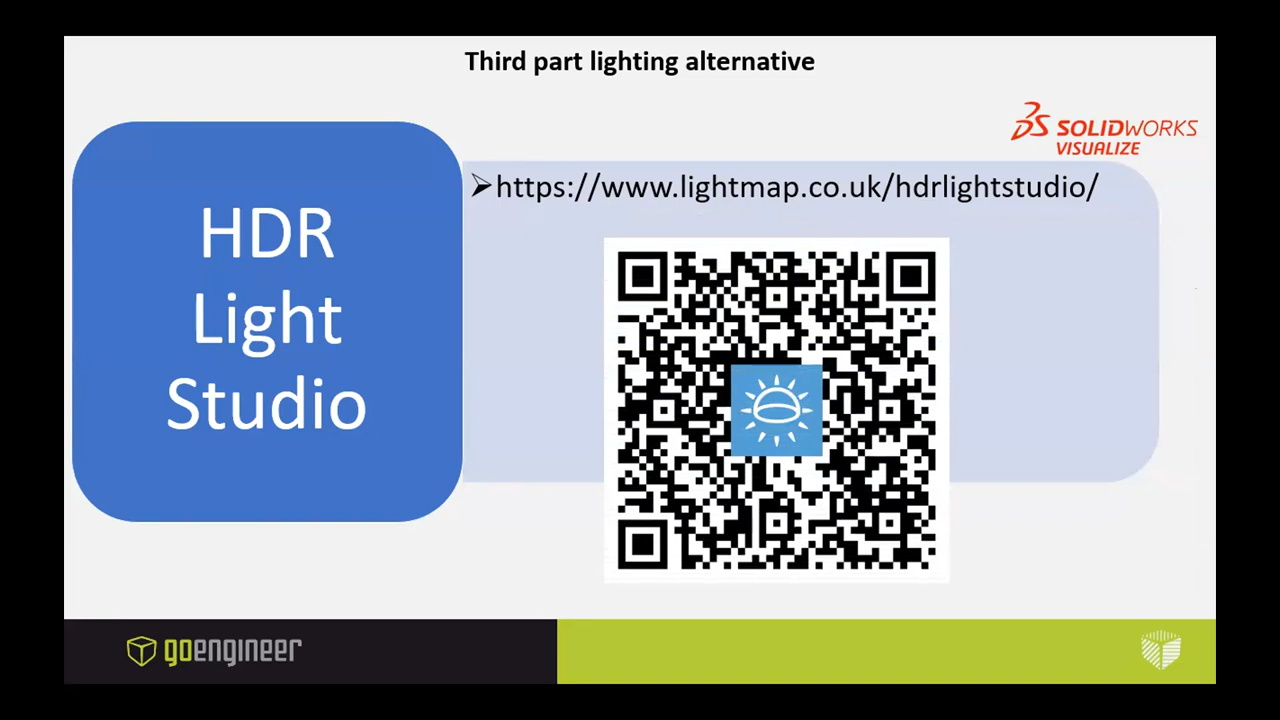 Third part lighting alternative
SOLIDWORKS
VISUALIZE
HDR
Light
Studio
https://www.lightmap.co.uk/hdrlightstudio/
goengineer